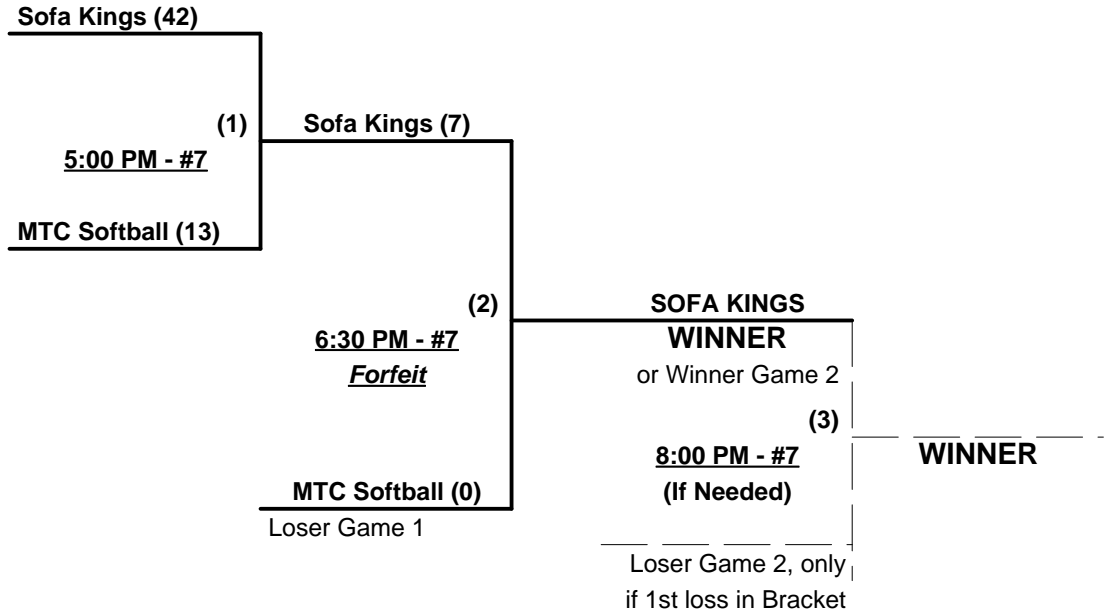 Sofa Kings (42)
(1)
Sofa Kings (7)
5:00 PM - #7
MTC Softball (13)
(2)
SOFA KINGS
6:30 PM - #7
WINNER
Forfeit
or Winner Game 2
(3)
8:00 PM - #7
WINNER
(If Needed)
MTC Softball (0)
Loser Game 1
Loser Game 2, only
if 1st loss in Bracket